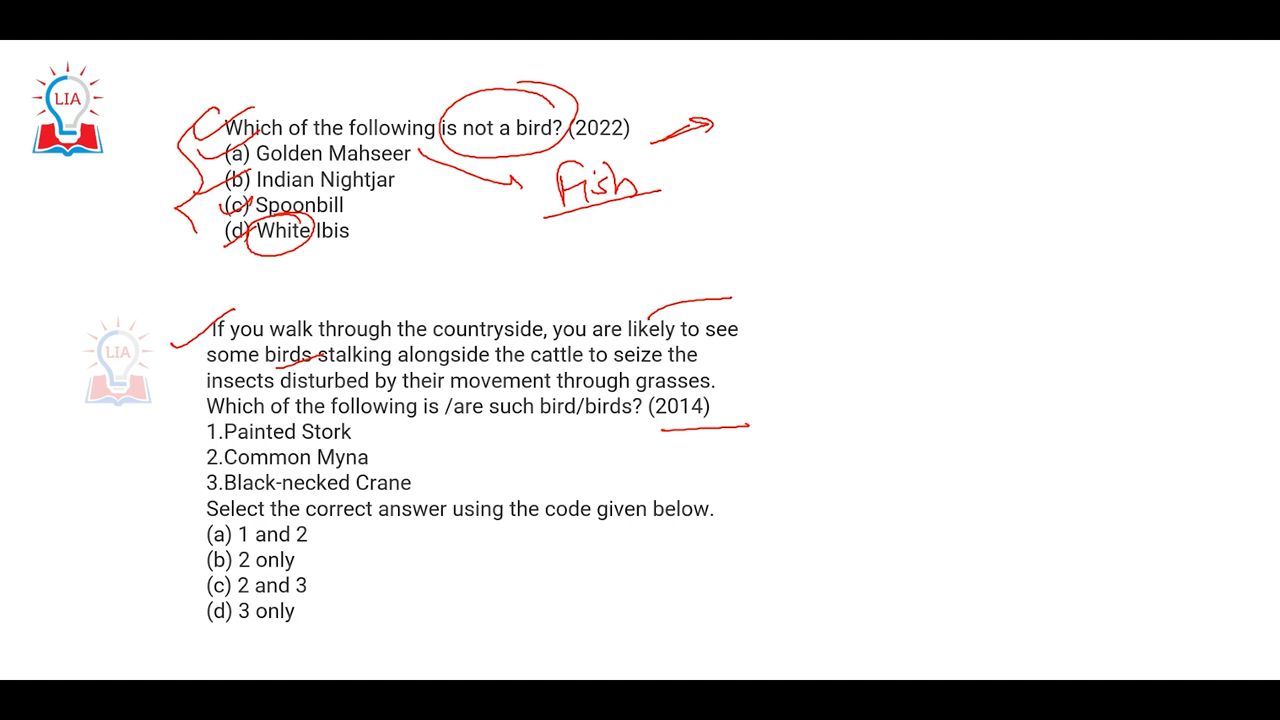 LIA
Which of the following is not a bird? (2022)
(a) Golden Mahseer
(b) Indian Nightjar
Fish
(c) Spoonbill
(d) White Ibis
LIA
If you walk through the countryside, you are likely to see
some birds stalking alongside the cattle to seize the
insects disturbed by their movement through grasses.
Which of the following is /are such bird/birds? (2014)
1.Painted Stork
2.Common Myna
3.Black-necked Crane
Select the correct answer using the code given below.
(a) 1 and 2
(b) 2 only
(c) 2 and 3
(d) 3 only